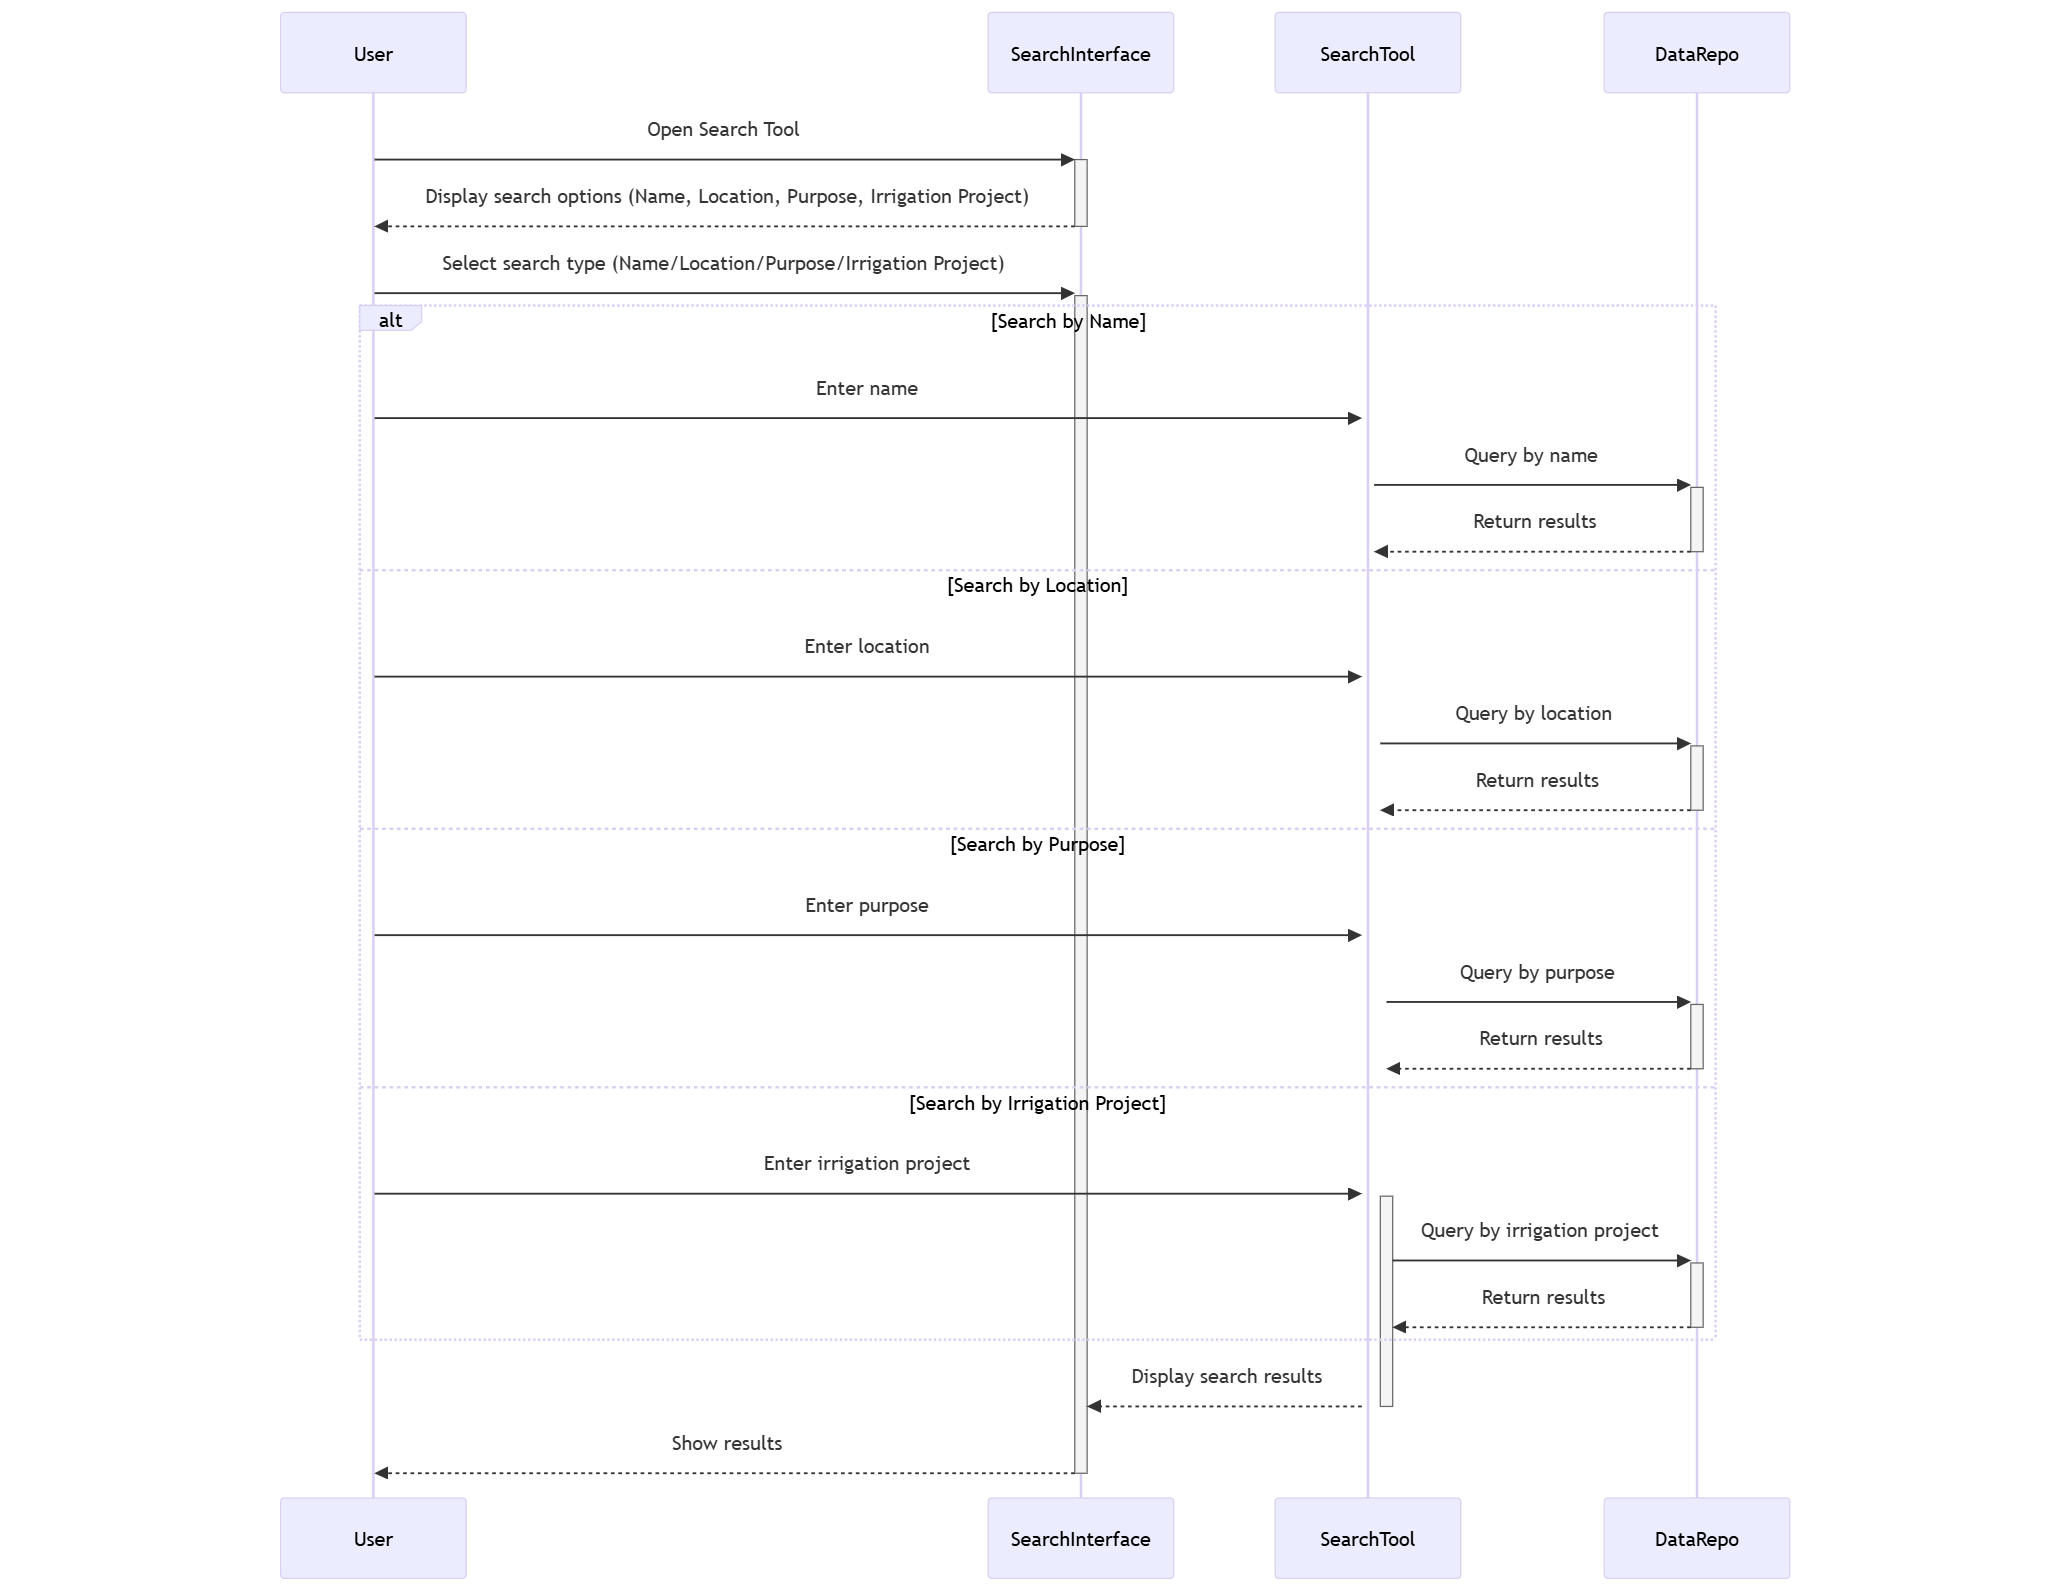 User
SearchInterface
SearchTool
DataRepo
Open Search Tool
Display search options (Name, Location, Purpose, Irrigation Project)
Select search type (Name/Location/Purpose/Irrigation Project)
alt
[Search by Name]
Enter name
Query by name
Return results
[Search by Location]
Enter location
Query by location
Return results
[Search by Purpose]
Enter purpose
Query by purpose
Return results
[Search by Irrigation Project]
Enter irrigation project
Query by irrigation project
Return results
Display search results
Show results
User
SearchInterface
SearchTool
DataRepo